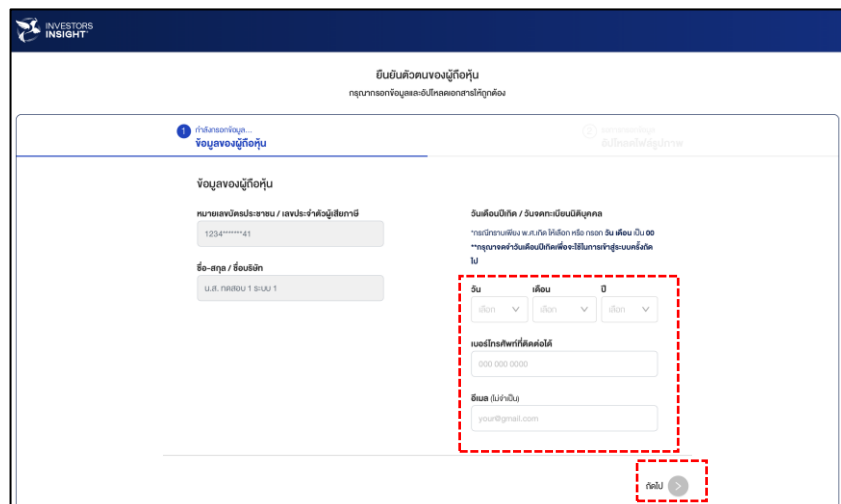 INVESTORS
INSIGHT
ยืนยันตัวตนของผู้ถือหุ้น
กรุณากรอกข้อมูลและอัปโหลดเอกสารให้ถูกต้อง
1 กำลังกรอกข้อมูล...
ข้อมูลของผู้ถือหุ้น
2 รอการกรอกข้อมูล
อัปโหลดไฟล์รูปภาพ
ข้อมูลของผู้ถือหุ้น
หมายเลขบัตรประชาชน / เลขประจำตัวผู้เสียภาษี
1234*******41
ชื่อ-สกุล / ชื่อบริษัท
น.ส. ทดสอบ 1 ระบบ 1
วันเดือนปีเกิด / วันจดทะเบียนนิติบุคคล
*กรณีทราบเพียง พ.ศ.เกิด ให้เลือก หรือ กรอก วัน เดือน เป็น 00
**กรุณาจดจำวันเดือนปีเกิดเพื่อจะใช้ในการเข้าสู่ระบบครั้งถัด
ไป
วัน เดือน ปี
เลือก เลือก เลือก
เบอร์โทรศัพท์ที่ติดต่อได้
000 000 0000
อีเมล (ไม่จำเป็น)
your@gmail.com
ถัดไป